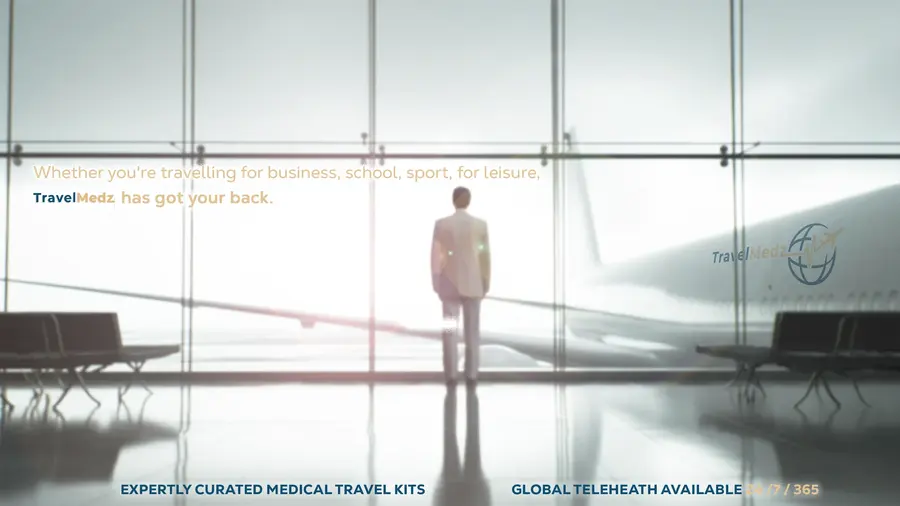 Whether you're travelling for business, school, sport, for leisure,
TravelMedz has got your back.
TravelMedz
EXPERTLY CURATED MEDICAL TRAVEL KITS
GLOBAL TELEHEATH AVAILABLE /7 / 365